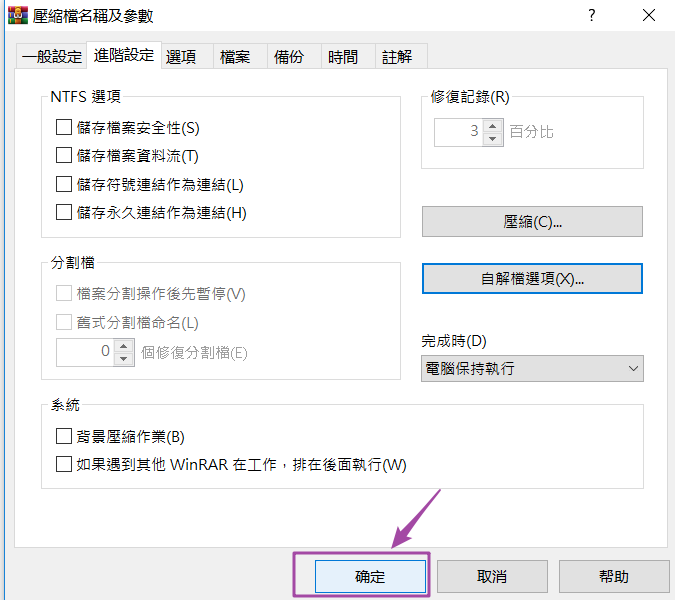 壓縮檔名稱及參數
一般設定 進階設定 選項 檔案 備份 時間 註解
NTFS 選項
儲存檔案安全性(S)
儲存檔案資料流(T)
儲存符號連結作為連結(L)
儲存永久連結作為連結(H)
修復記錄(R)
3 百分比
壓縮(C)...
自解檔選項(X)...
分割檔
檔案分割操作後先暫停(V)
舊式分割檔命名(L)
0 個修復分割檔(E)
完成時(D)
電腦保持執行
系統
背景壓縮作業(B)
如果遇到其他 WinRAR 在工作，排在後面執行(W)
确定 取消 帮助